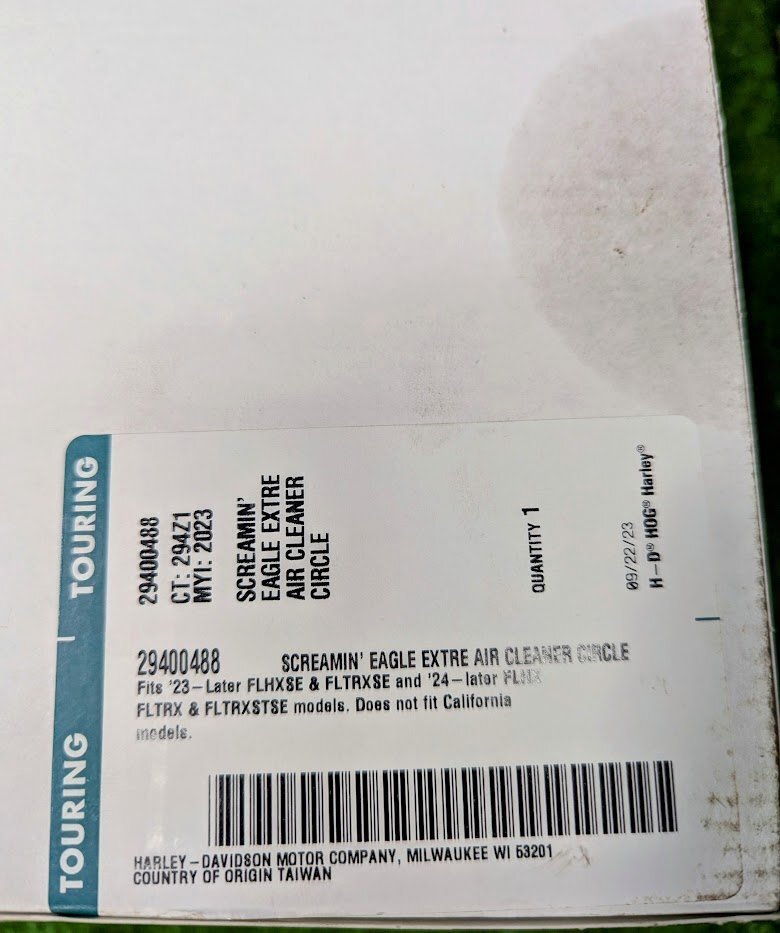 TOURING
29400488
CT: 294Z1
MYI: 2023
SCREAMIN'
EAGLE EXTRE
AIR CLEANER
CIRCLE
QUANTITY 1
09/22/23
H-D® HOG® Harley®
TOURING
29400488 SCREAMIN' EAGLE EXTRE AIR CLEANER CIRCLE
Fits '23-Later FLHXSE & FLTRXSE and '24-later FLHX
FLTRX & FLTRXSTSE models. Does not fit California
models.
HARLEY-DAVIDSON MOTOR COMPANY, MILWAUKEE WI 53201
COUNTRY OF ORIGIN TAIWAN